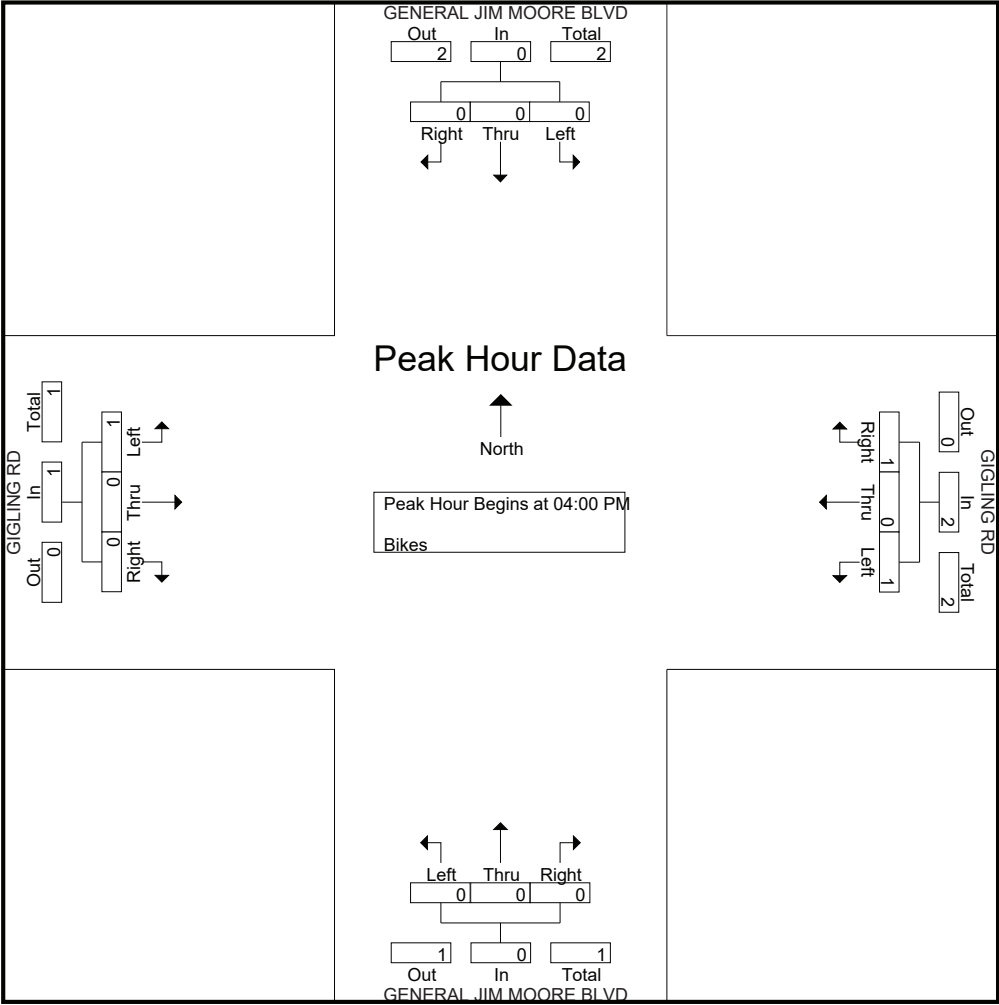 GENERAL JIM MOORE BLVD
Out In Total
2 0 2
0 0 0
Right Thru Left
Peak Hour Data
North
Peak Hour Begins at 04:00 PM
Bikes
GIGLING RD
Out In Total
0 1 1
Right Thru Left
0 0 1
GIGLING RD
Out In Total
0 2 2
Right Thru Left
1 0 1
Left Thru Right
0 0 0
1 0 1
Out In Total
GENERAL JIM MOORE BLVD